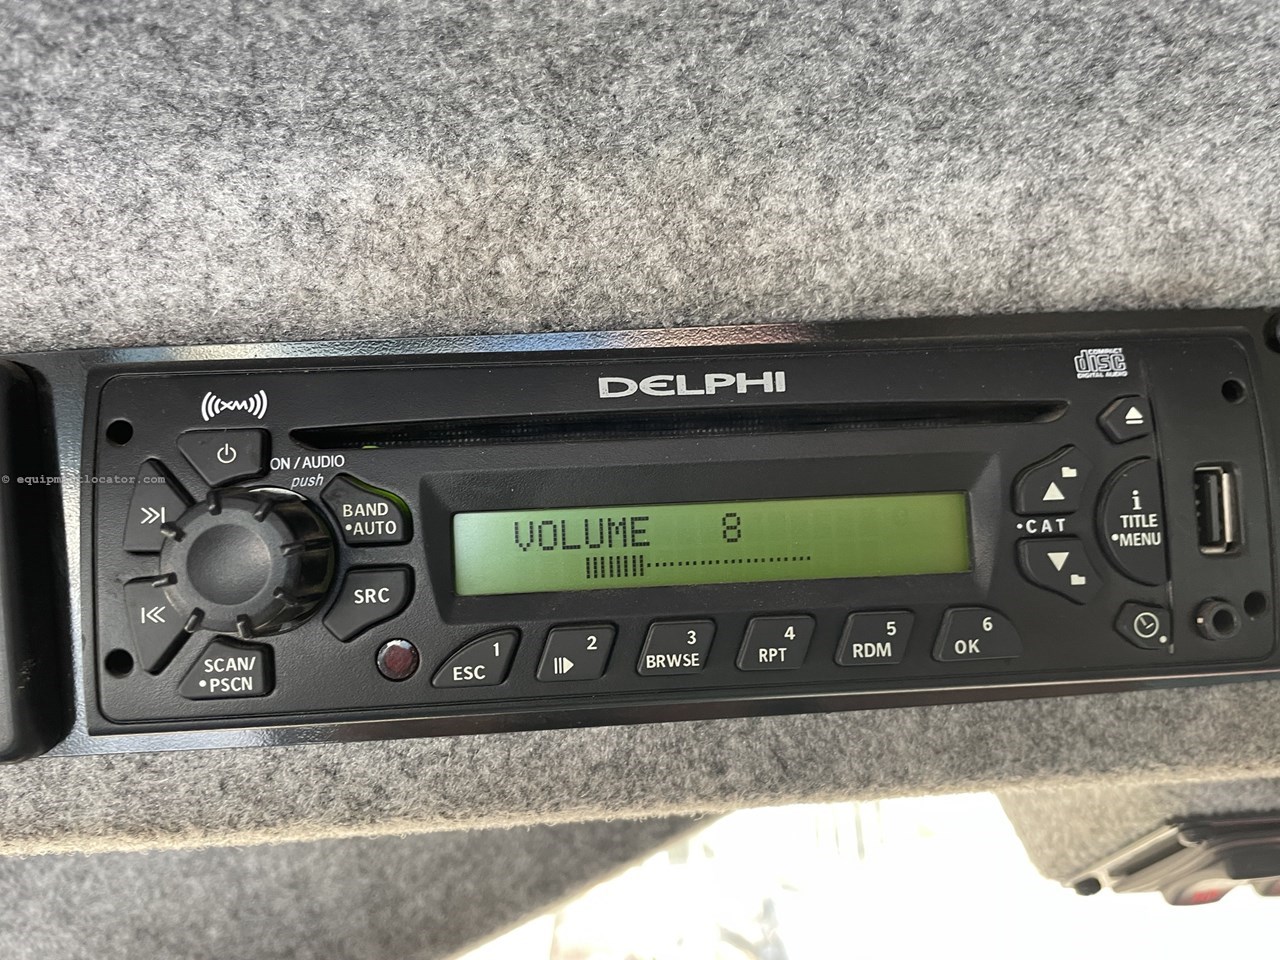 DELPHI
COMPACT
disc
DIGITAL AUDIO
((XM))
ON / AUDIO
push
BAND
•AUTO
SRC
SCAN/
•PSCN
VOLUME 8
ESC 1
2
BRWSE 3
RPT 4
RDM 5
OK 6
•CAT
i
TITLE
•MENU
© equipmentlocator.com